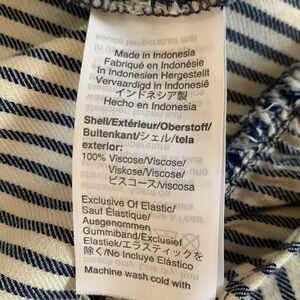 Made in Indonesia
Fabriqué en Indonésie
In Indonesien Hergestellt
Vervaardigd in Indonesië
インドネシア製
Hecho en Indonesia
Shell/Extérieur/Oberstoff/
Buitenkant/シェル/tela
exterior:
100% Viscose/Viscose/
Viskose/Viscose/
ビスコース/viscosa
Exclusive Of Elastic/
Sauf Élastique/
Ausgenommen
Gummiband/Exclusief
Elastiek/エラスティックを
除く/No Incluye Elástico
Machine wash cold with